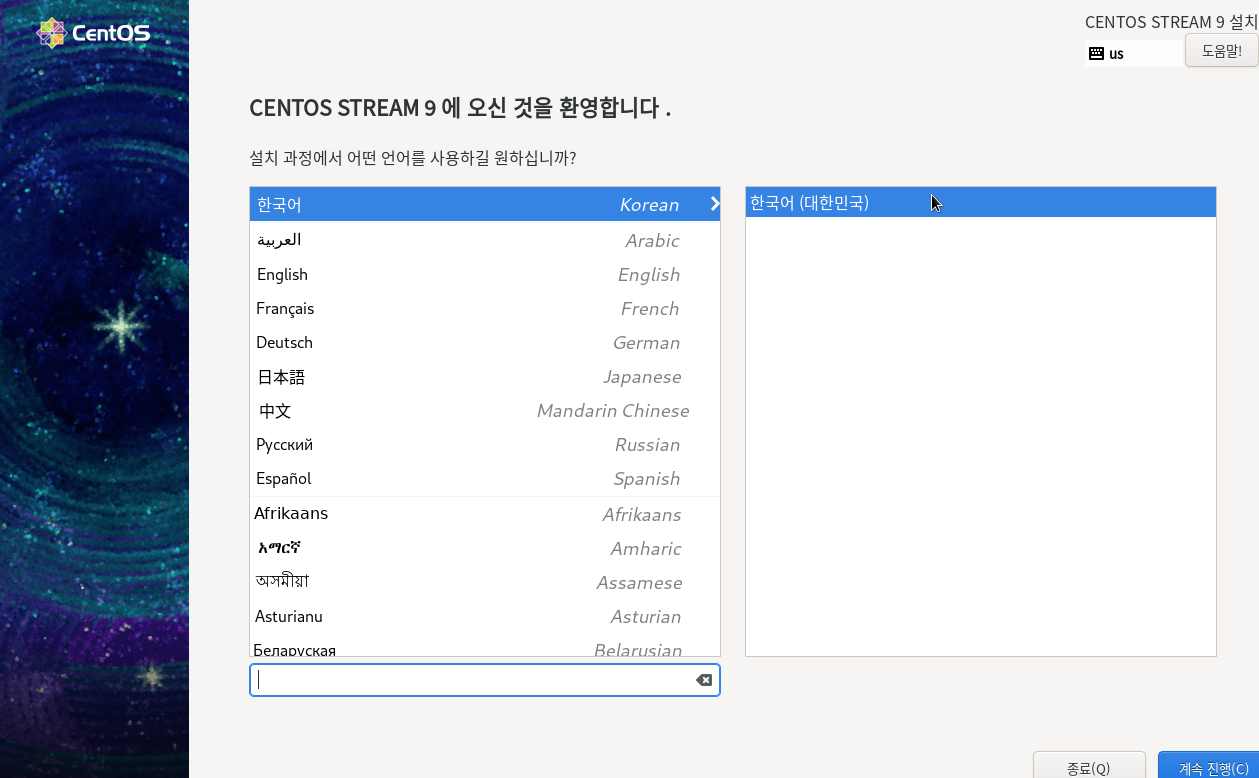 CentOS
CENTOS STREAM 9 설치
us
도움말!
CENTOS STREAM 9 에 오신 것을 환영합니다 .
설치 과정에서 어떤 언어를 사용하길 원하십니까?
한국어 Korean
العربية Arabic
English English
Français French
Deutsch German
日本語 Japanese
中文 Mandarin Chinese
Русский Russian
Español Spanish
Afrikaans Afrikaans
አማርኛ Amharic
অসমীয়া Assamese
Asturianu Asturian
Беларуская Belarusian
한국어 (대한민국)
종료(Q)
계속 진행(C)